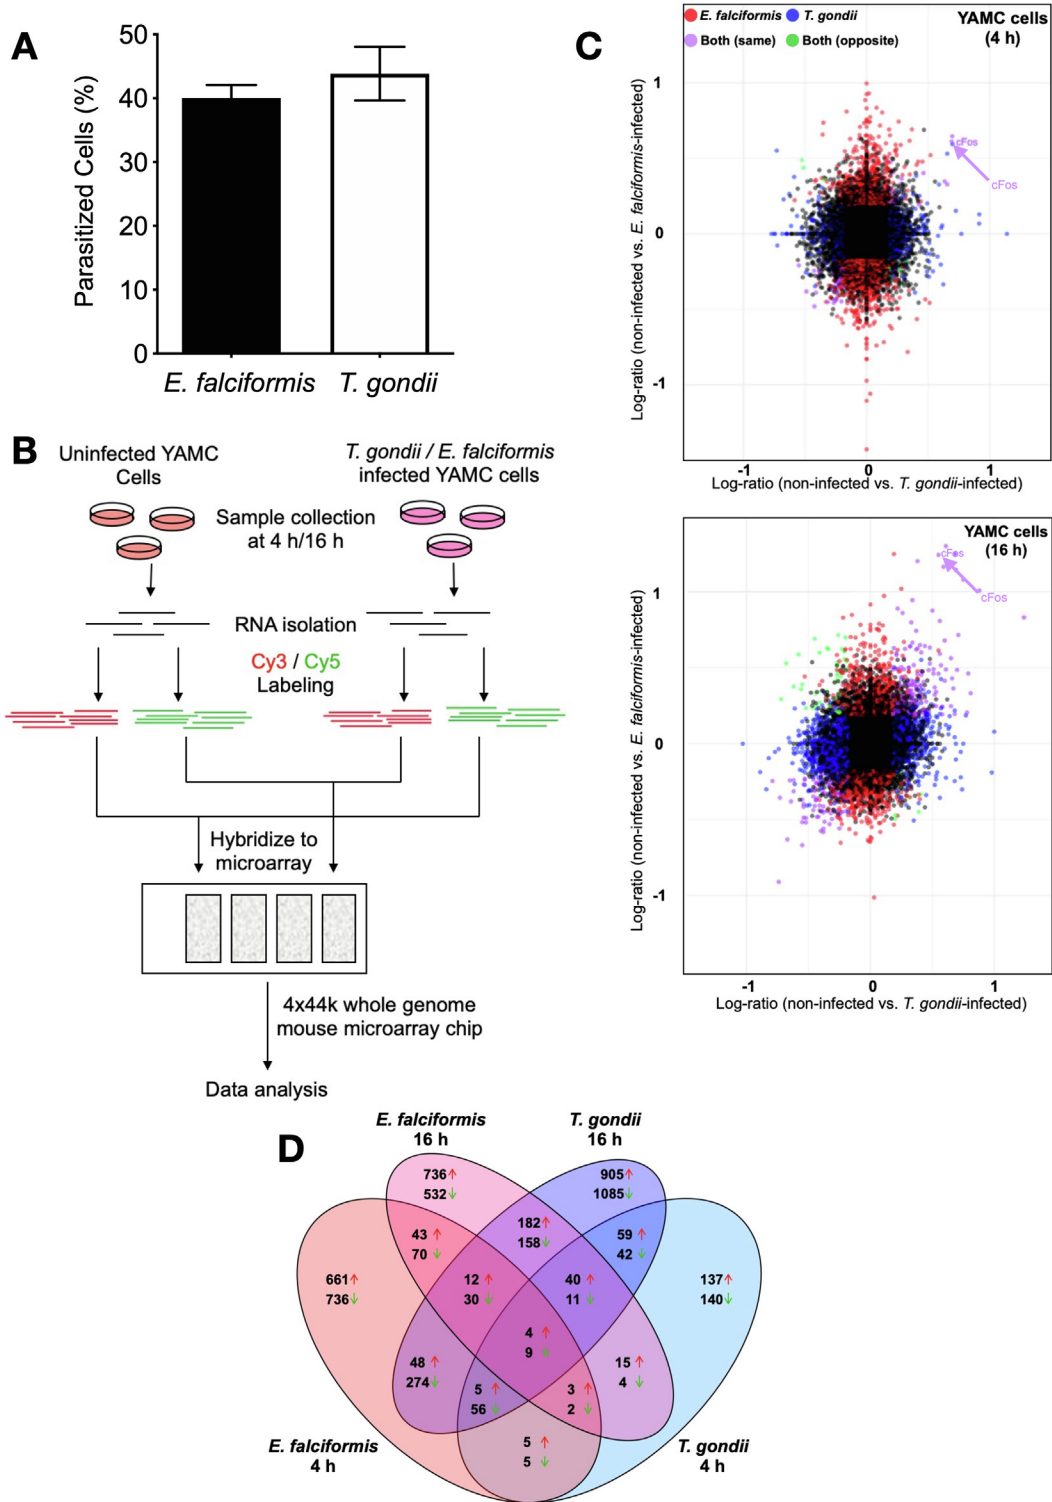 A
50
40
30
20
10
0
Parasitized Cells (%)
E. falciformis
T. gondii
B
Uninfected YAMC
Cells
T. gondii / E. falciformis
infected YAMC cells
Sample collection
at 4 h/16 h
RNA isolation
Cy3 / Cy5
Labeling
Hybridize to
microarray
4x44k whole genome
mouse microarray chip
Data analysis
C
E. falciformis
T. gondii
Both (same)
Both (opposite)
YAMC cells
(4 h)
1
0
-1
Log-ratio (non-infected vs. E. falciformis-infected)
cFos
cFos
-1
0
1
Log-ratio (non-infected vs. T. gondii-infected)
YAMC cells
(16 h)
1
0
-1
Log-ratio (non-infected vs. E. falciformis-infected)
cFos
cFos
-1
0
1
Log-ratio (non-infected vs. T. gondii-infected)
D
E. falciformis
16 h
T. gondii
16 h
736↑
532↓
905↑
1085↓
182↑
158↓
43 ↑
70 ↓
59 ↑
42 ↓
661↑
736↓
12 ↑
30 ↓
40 ↑
11 ↓
137↑
140↓
4 ↑
9 ↓
48 ↑
274↓
15 ↑
4 ↓
5 ↑
56 ↓
3 ↑
2 ↓
5 ↑
5 ↓
E. falciformis
4 h
T. gondii
4 h